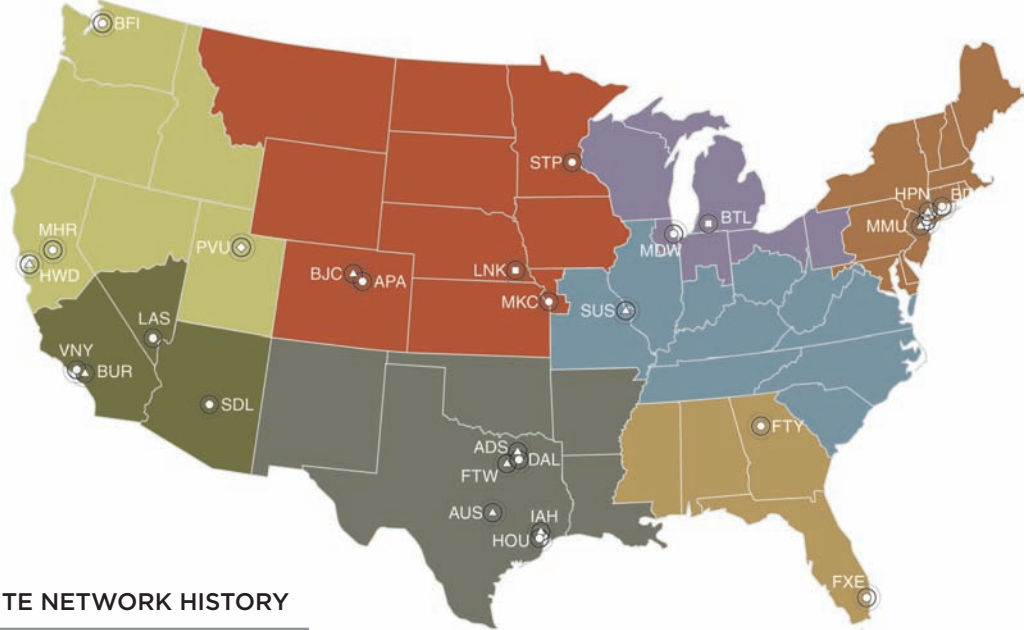 BFI
STP
HPN
BD
MHR
PVU
BTL
MMU
HWD
MDW
BJC
APA
LNK
MKC
SUS
LAS
VNY
BUR
SDL
FTY
ADS
DAL
FTW
AUS
IAH
HOU
FXE
TE NETWORK HISTORY